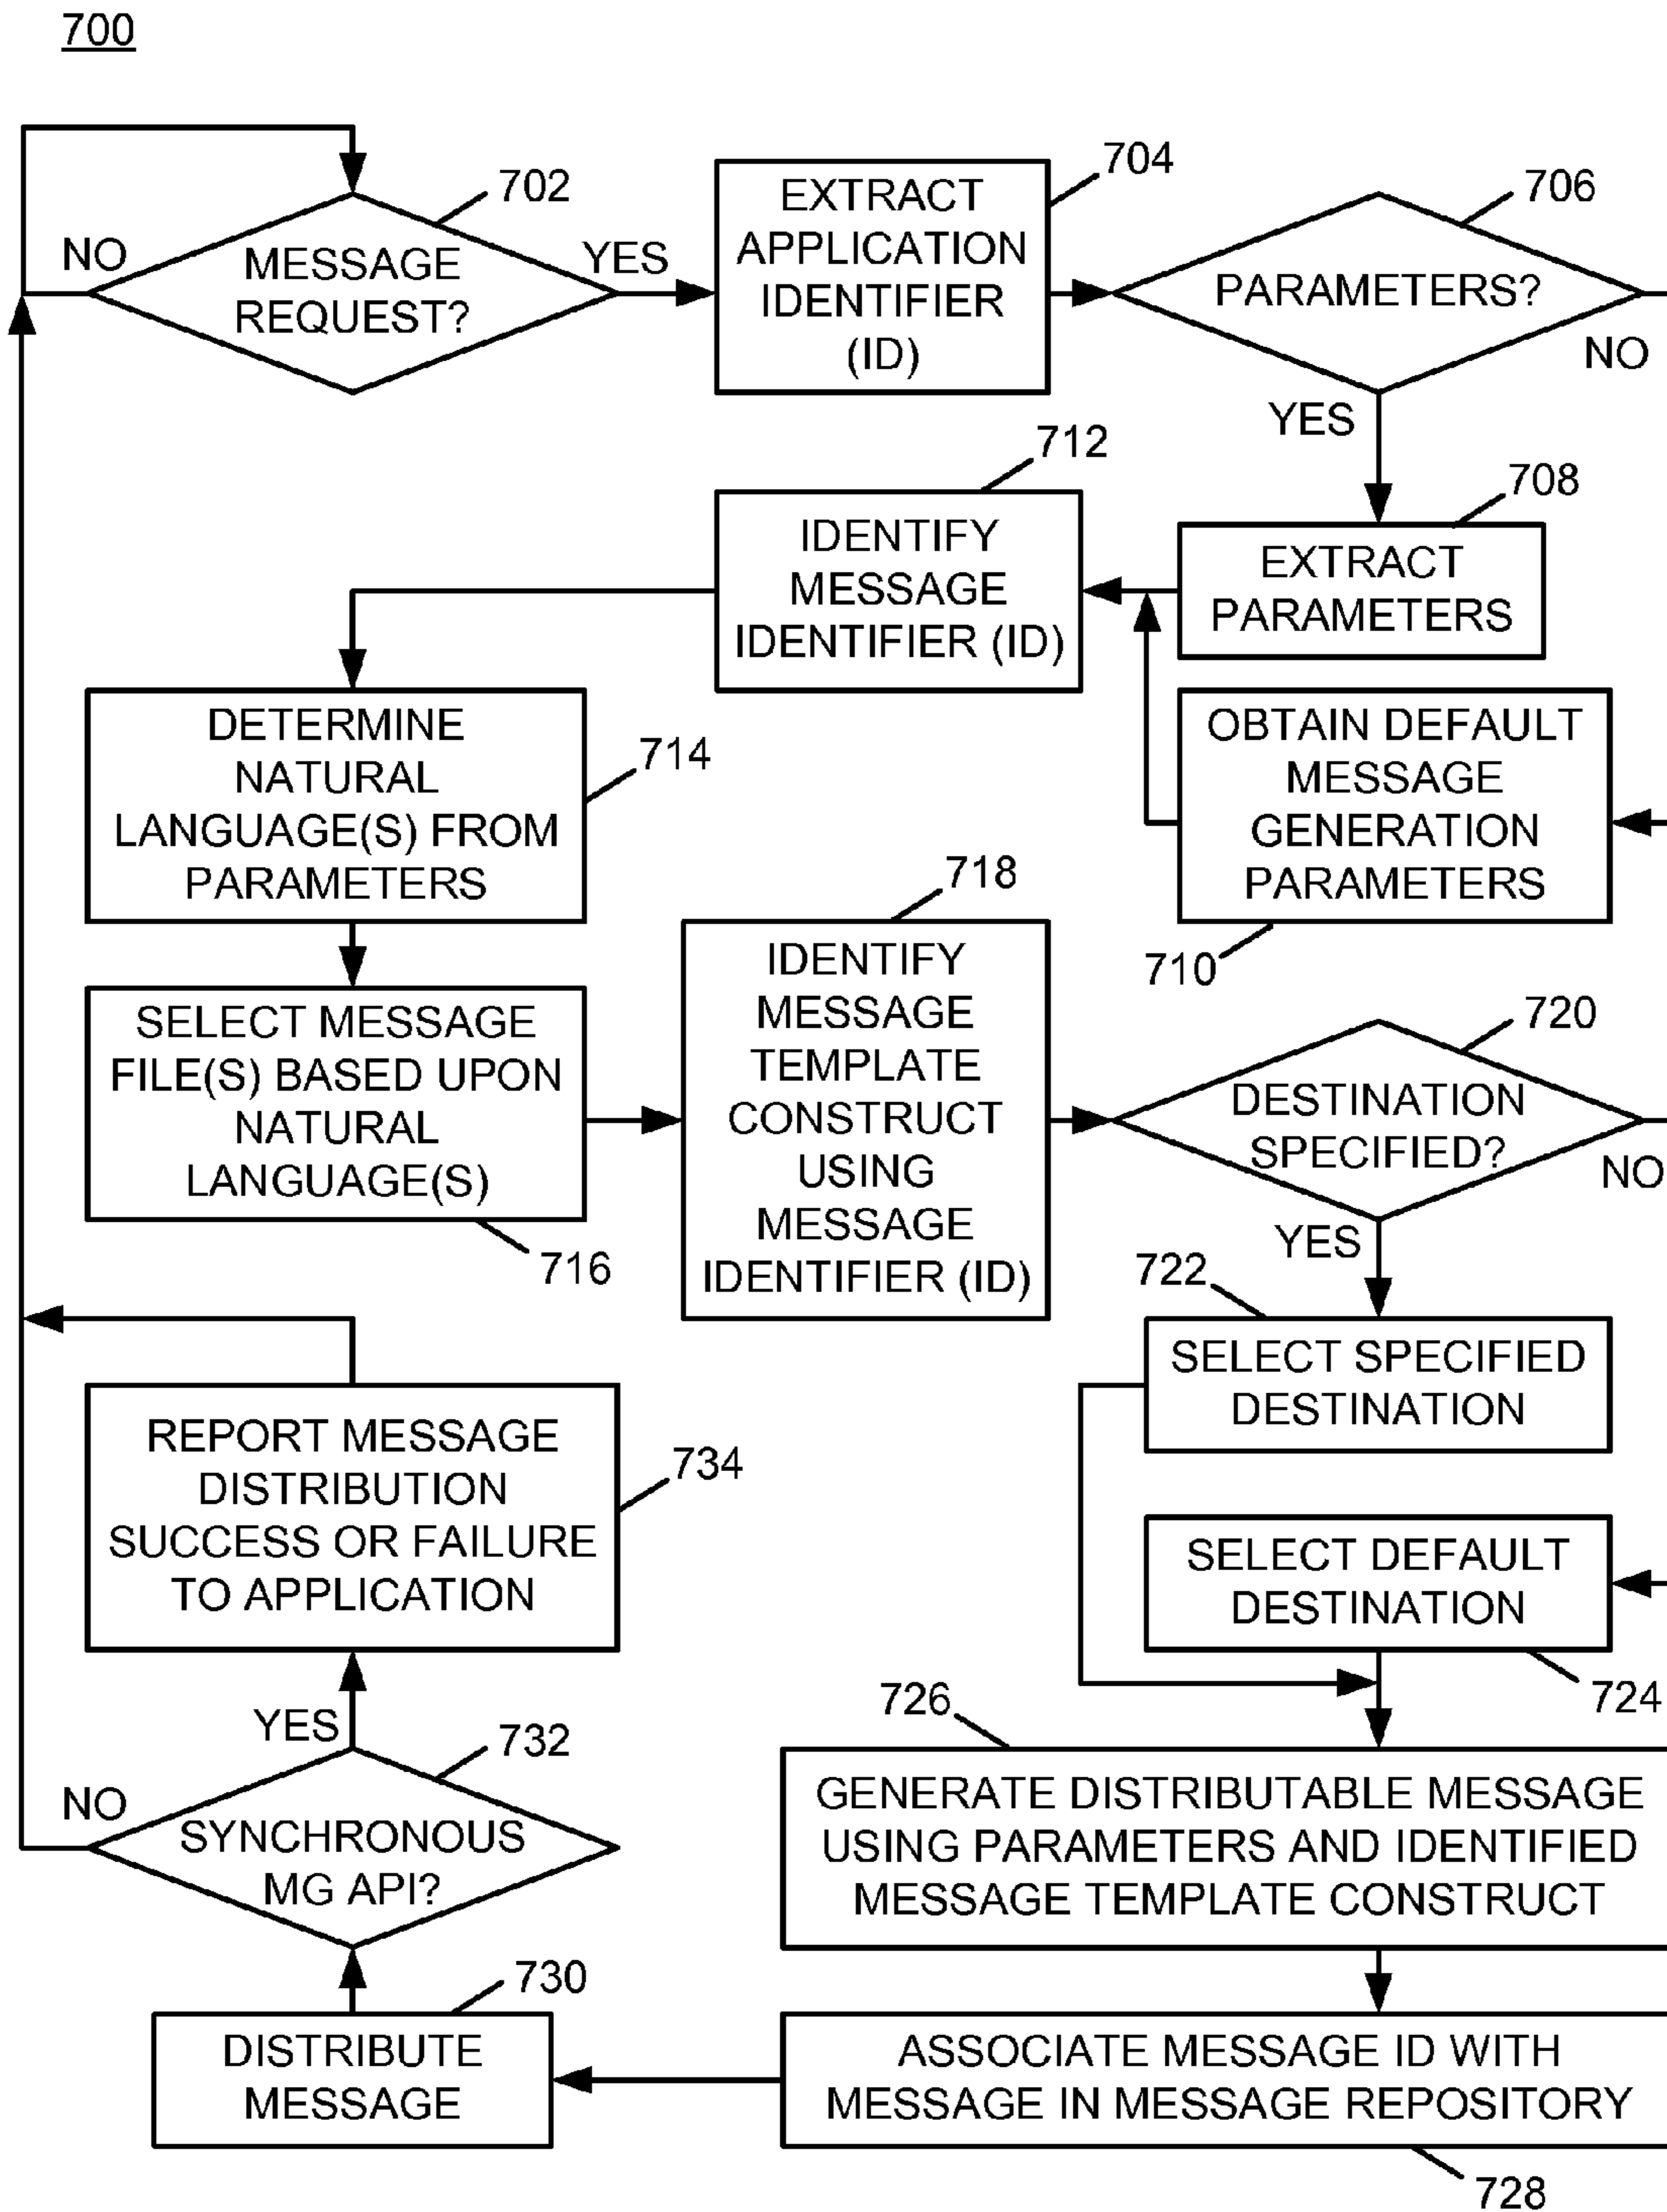 700
702
NO
MESSAGE
REQUEST?
YES
704
EXTRACT
APPLICATION
IDENTIFIER
(ID)
706
PARAMETERS?
NO
YES
708
EXTRACT
PARAMETERS
712
IDENTIFY
MESSAGE
IDENTIFIER (ID)
OBTAIN DEFAULT
MESSAGE
GENERATION
PARAMETERS
710
DETERMINE
NATURAL
LANGUAGE(S) FROM
PARAMETERS
714
SELECT MESSAGE
FILE(S) BASED UPON
NATURAL
LANGUAGE(S)
716
718
IDENTIFY
MESSAGE
TEMPLATE
CONSTRUCT
USING
MESSAGE
IDENTIFIER (ID)
720
DESTINATION
SPECIFIED?
NO
YES
722
SELECT SPECIFIED
DESTINATION
SELECT DEFAULT
DESTINATION
724
726
GENERATE DISTRIBUTABLE MESSAGE
USING PARAMETERS AND IDENTIFIED
MESSAGE TEMPLATE CONSTRUCT
ASSOCIATE MESSAGE ID WITH
MESSAGE IN MESSAGE REPOSITORY
728
730
DISTRIBUTE
MESSAGE
732
SYNCHRONOUS
MG API?
NO
YES
REPORT MESSAGE
DISTRIBUTION
SUCCESS OR FAILURE
TO APPLICATION
734